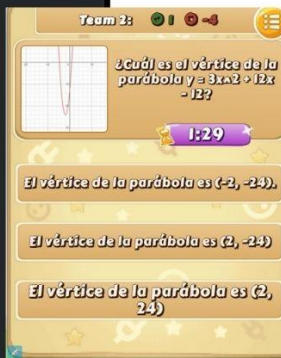 Team 2: 1 -4
¿Cuál es el vértice de la
parábola y = 3x^2 + 12x
- 12?
1:29
El vértice de la parábola es (-2, -24).
El vértice de la parábola es (2, -24)
El vértice de la parábola es (2,
24)